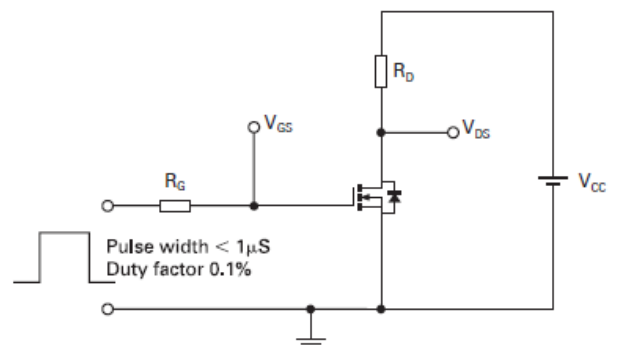 R_D
V_GS
V_DS
R_G
V_CC
Pulse width < 1μS
Duty factor 0.1%